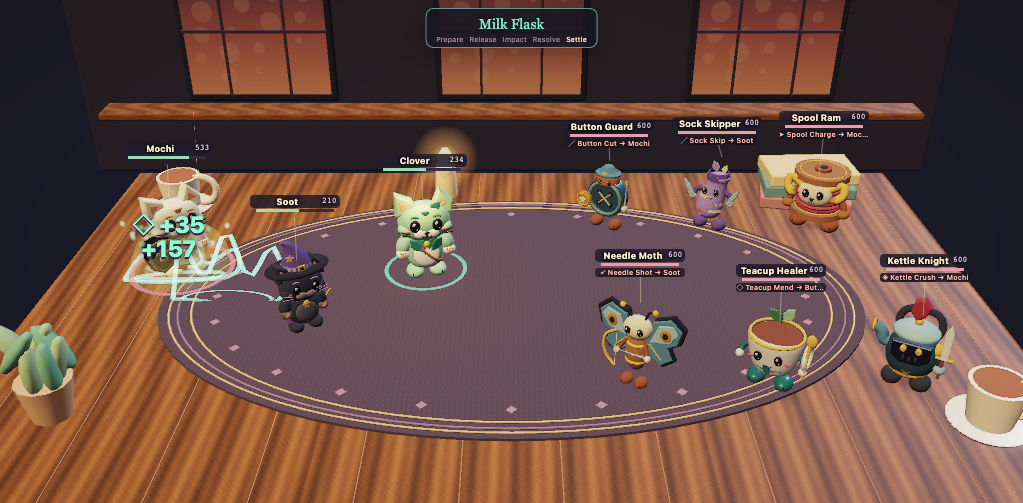 Milk Flask
Prepare Release Impact Resolve Settle
Mochi 533
Clover 234
Soot 210
+35
+157
Button Guard 600
Button Cut → Mochi
Sock Skipper 600
Sock Skip → Soot
Spool Ram 600
Spool Charge → Moc...
Needle Moth 600
Needle Shot → Soot
Teacup Healer 600
Teacup Mend → But...
Kettle Knight 600
Kettle Crush → Mochi